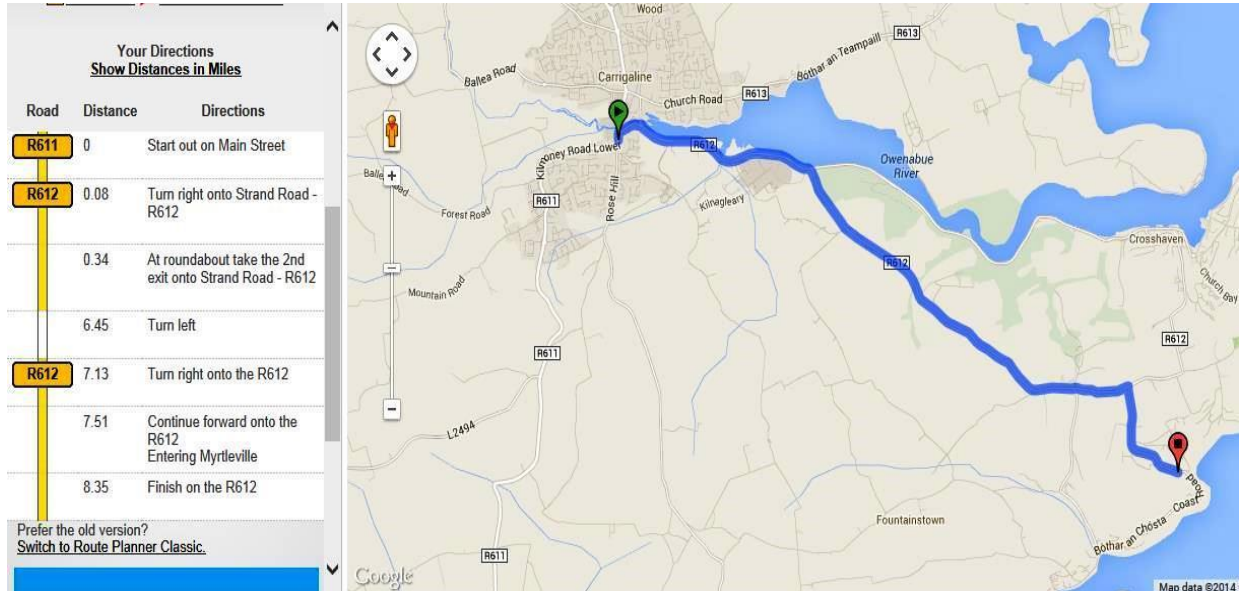 Your Directions
Show Distances in Miles
Road Distance Directions
R611 0 Start out on Main Street
R612 0.08 Turn right onto Strand Road -
R612
0.34 At roundabout take the 2nd
exit onto Strand Road - R612
6.45 Turn left
R612 7.13 Turn right onto the R612
7.51 Continue forward onto the
R612
Entering Myrtleville
8.35 Finish on the R612
Prefer the old version?
Switch to Route Planner Classic.
Wood
R613
Bóthar an Teampaill
Ballea Road
Carrigaline
Church Road
R613
Kilmoney Road Lower
R612
Owenabue
River
Rose Hill
R611
Kilnagleary
Forest Road
Crosshaven
Church Bay
R612
Mountain Road
R612
R611
L2494
Road
Fountainstown
Bóthar an Chósta Coast
R611
Google
Map data ©2014